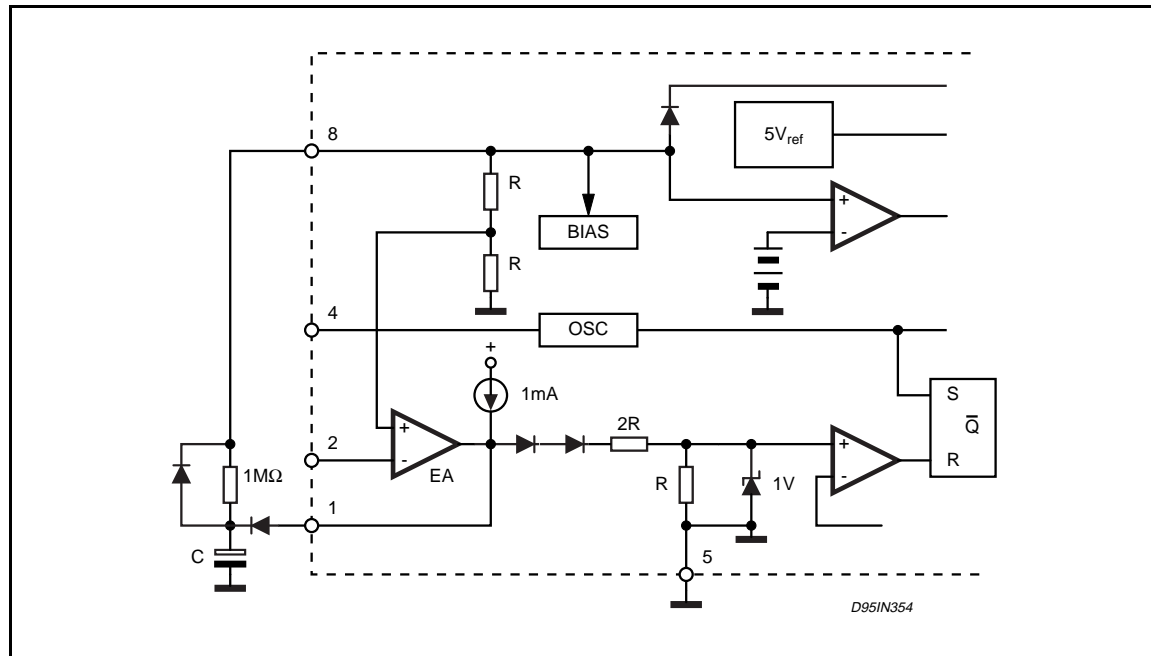 8
5Vref
R
+
-
BIAS
R
4
OSC
+
1mA
S
Q̅
2R
2
+
-
EA
+
-
R
1MΩ
R
1V
1
C
5
D95IN354